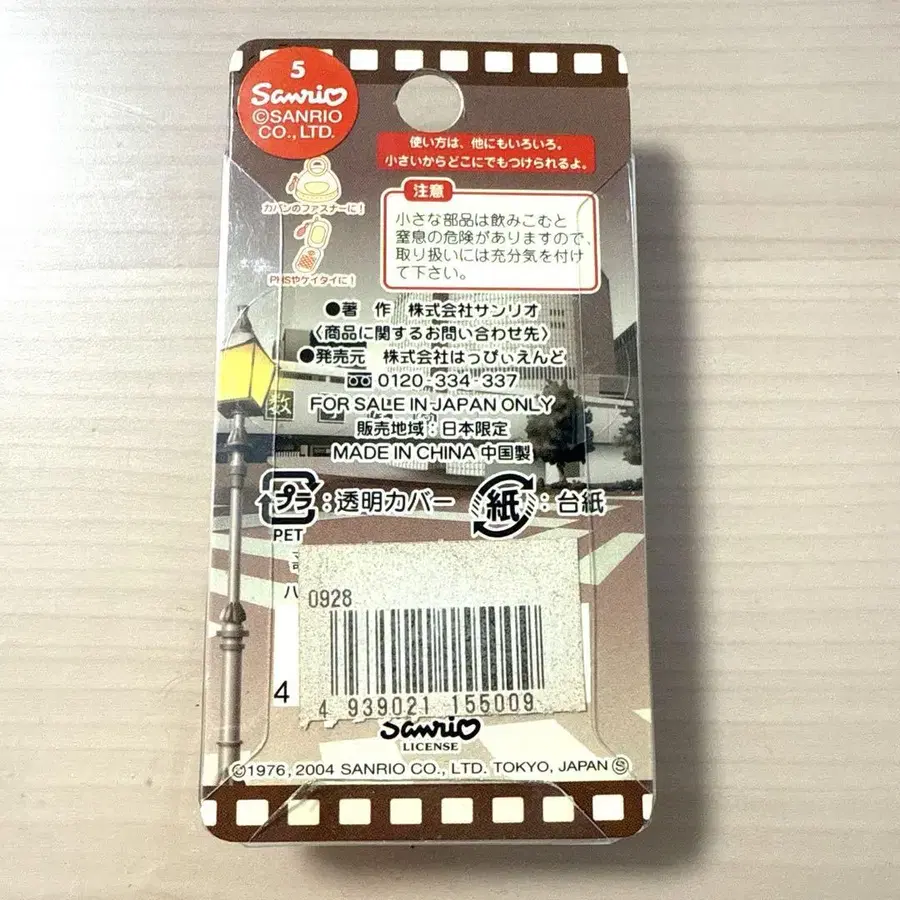 5
Sanrio
©SANRIO
CO., LTD.
使い方は、他にもいろいろ。
小さいからどこにでもつけられるよ。
カバンのファスナーに!
PHSやケイタイに!
注意
小さな部品は飲みこむと
窒息の危険がありますので、
取り扱いには充分気を付け
て下さい。
●著 作 株式会社サンリオ
〈商品に関するお問い合わせ先〉
●発売元 株式会社はっぴぃえんど
0120-334-337
FOR SALE IN JAPAN ONLY
販売地域:日本限定
MADE IN CHINA 中国製
プラ:透明カバー 紙:台紙
PET
ハ
0928
4
4 939021 155009
Sanrio
LICENSE
©1976, 2004 SANRIO CO., LTD. TOKYO, JAPAN Ⓢ
数